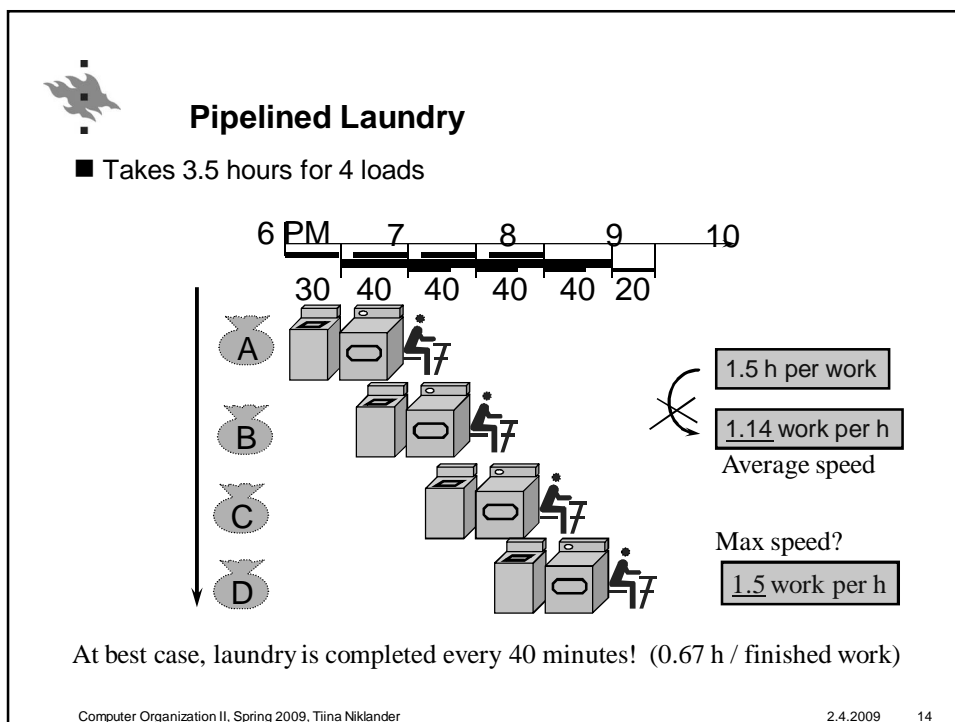 Pipelined Laundry
■ Takes 3.5 hours for 4 loads
6 PM 7 8 9 10
30 40 40 40 40 20
A
1.5 h per work
B
1.14 work per h
Average speed
C
Max speed?
D
1.5 work per h
At best case, laundry is completed every 40 minutes! (0.67 h / finished work)
Computer Organization II, Spring 2009, Tiina Niklander 2.4.2009 14